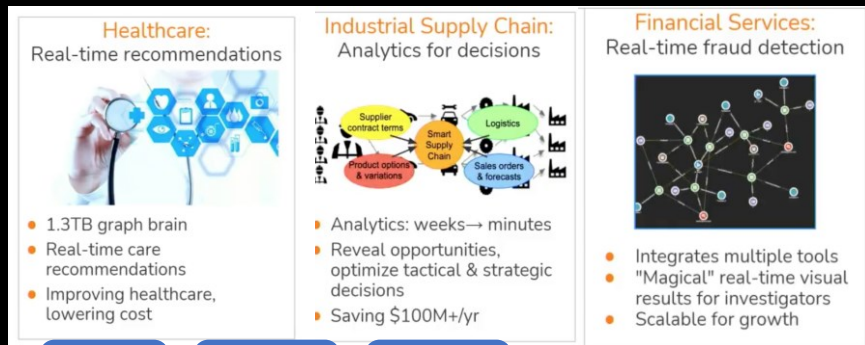 Healthcare:
Real-time recommendations
• 1.3TB graph brain
• Real-time care
recommendations
• Improving healthcare,
lowering cost
Industrial Supply Chain:
Analytics for decisions
Supplier
contract terms
Logistics
Smart
Supply
Chain
Product options
& variations
Sales orders
& forecasts
• Analytics: weeks→ minutes
• Reveal opportunities,
optimize tactical & strategic
decisions
• Saving $100M+/yr
Financial Services:
Real-time fraud detection
• Integrates multiple tools
• "Magical" real-time visual
results for investigators
• Scalable for growth